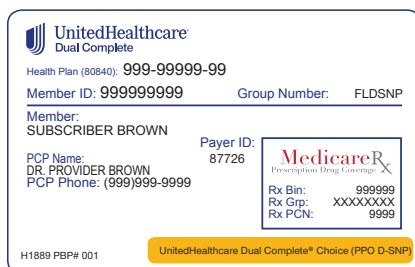 UnitedHealthcare
Dual Complete
Health Plan (80840): 999-99999-99
Member ID: 999999999 Group Number: FLDSNP
Member:
SUBSCRIBER BROWN
PCP Name:
DR. PROVIDER BROWN
PCP Phone: (999)999-9999
Payer ID:
87726
MedicareRx
Prescription Drug Coverage
Rx Bin: 999999
Rx Grp: XXXXXXXX
Rx PCN: 9999
H1889 PBP# 001
UnitedHealthcare Dual Complete® Choice (PPO D-SNP)